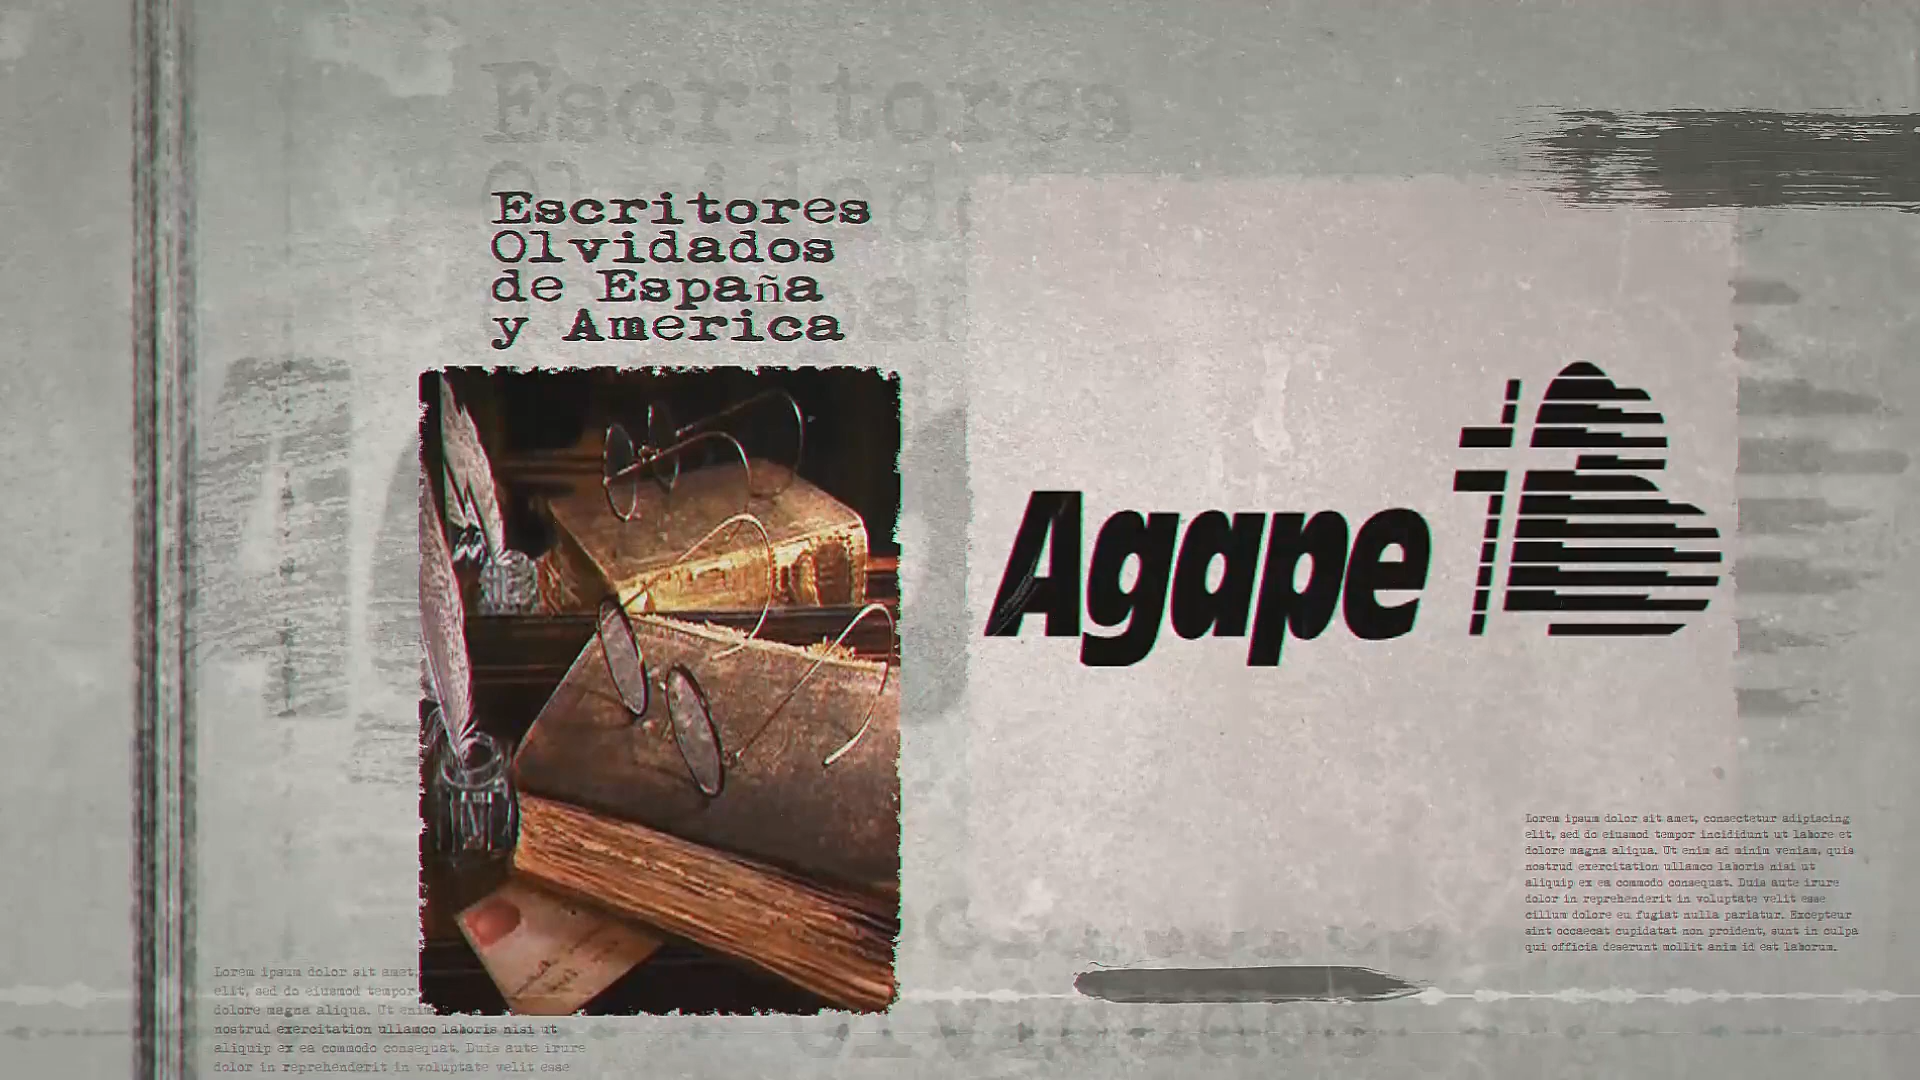 Escritores
Escritores
Olvidados
de España
y America
Agape
Lorem ipsum dolor sit amet, consectetur adipiscing
elit, sed do eiusmod tempor incididunt ut labore et
dolore magna aliqua. Ut enim ad minim veniam, quis
nostrud exercitation ullamco laboris nisi ut
aliquip ex ea commodo consequat. Duis aute irure
dolor in reprehenderit in voluptate velit esse
cillum dolore eu fugiat nulla pariatur. Excepteur
sint occaecat cupidatat non proident, sunt in culpa
qui officia deserunt mollit anim id est laborum.
Lorem ipsum dolor sit amet,
elit, sed do eiusmod tempor
dolore magna aliqua. Ut enim
nostrud exercitation ullamco laboris nisi ut
aliquip ex ea commodo consequat. Duis aute irure
dolor in reprehenderit in voluptate velit esse